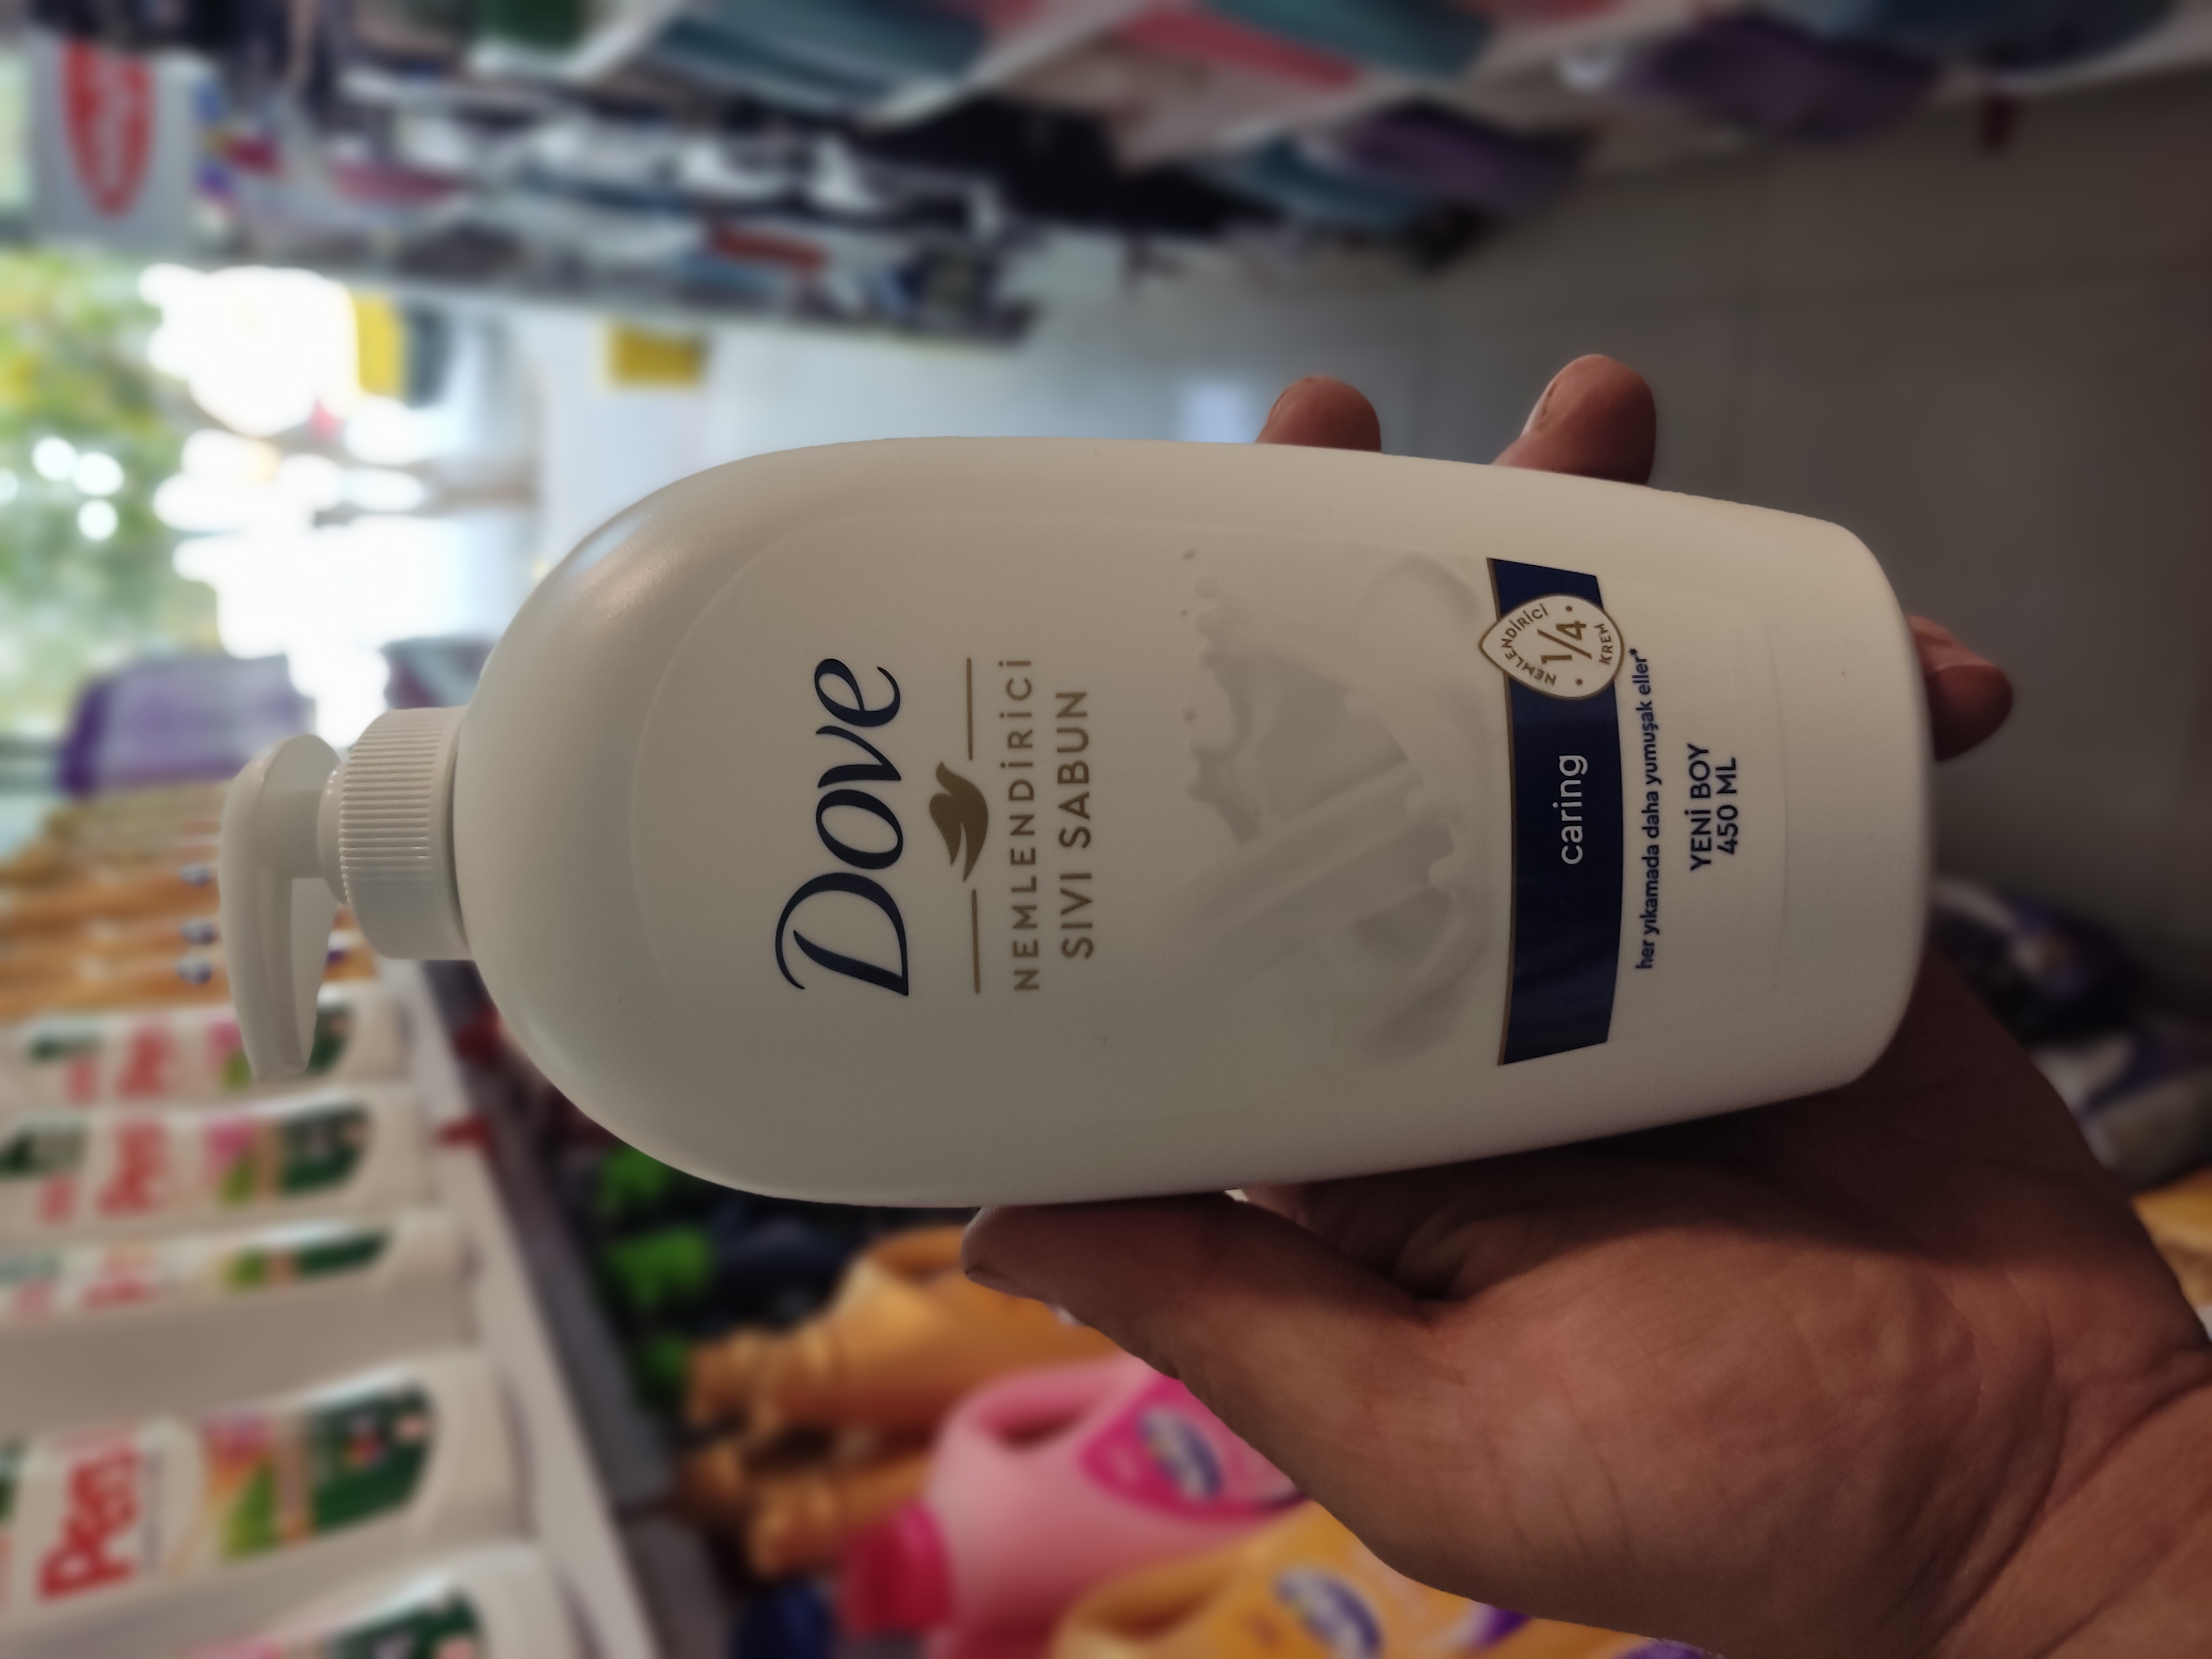 Dove
NEMLENDİRİCİ
SIVI SABUN
NEMLENDİRİCİ
1/4
KREM
caring
her yıkamada daha yumuşak eller*
YENİ BOY
450 ML
Pen